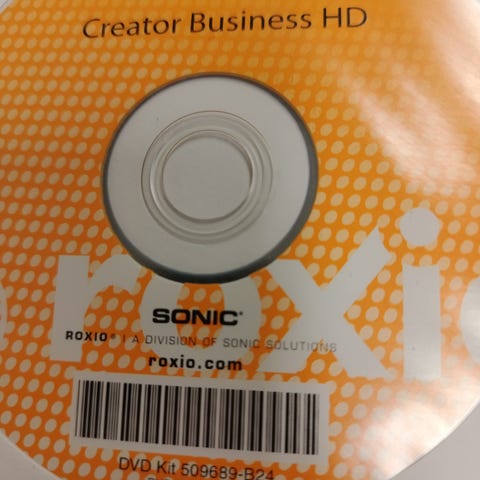 Creator Business HD
roxio
SONIC®
ROXIO® | A DIVISION OF SONIC SOLUTIONS
roxio.com
DVD Kit 509689-B24